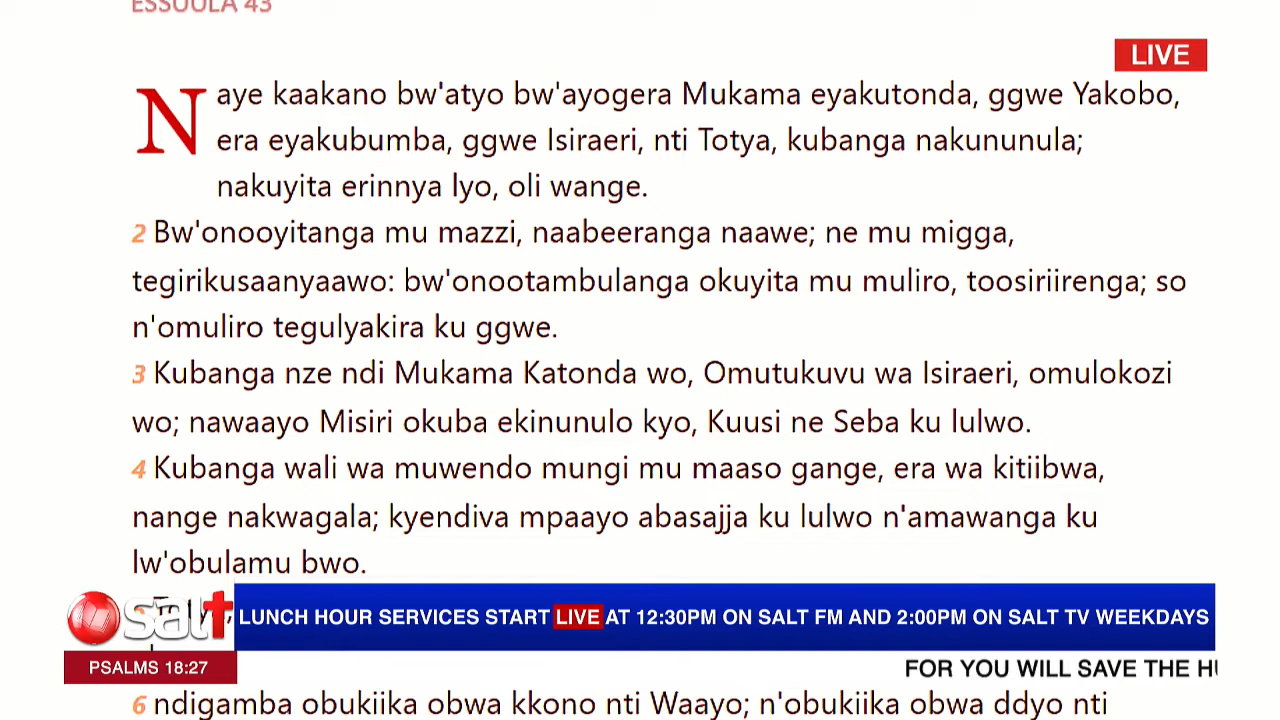 ESSUULA 43
LIVE
Naye kaakano bw'atyo bw'ayogera Mukama eyakutonda, ggwe Yakobo,
era eyakubumba, ggwe Isiraeri, nti Totya, kubanga nakununula;
nakuyita erinnya lyo, oli wange.
2 Bw'onooyitanga mu mazzi, naabeeranga naawe; ne mu migga,
tegirikusaanyaawo: bw'onootambulanga okuyita mu muliro, toosiriirenga; so
n'omuliro tegulyakira ku ggwe.
3 Kubanga nze ndi Mukama Katonda wo, Omutukuvu wa Isiraeri, omulokozi
wo; nawaayo Misiri okuba ekinunulo kyo, Kuusi ne Seba ku lulwo.
4 Kubanga wali wa muwendo mungi mu maaso gange, era wa kitiibwa,
nange nakwagala; kyendiva mpaayo abasajja ku lulwo n'amawanga ku
lw'obulamu bwo.
salt
LUNCH HOUR SERVICES START LIVE AT 12:30PM ON SALT FM AND 2:00PM ON SALT TV WEEKDAYS
PSALMS 18:27
FOR YOU WILL SAVE THE
6 ndigamba obukiika obwa kkono nti Waayo; n'obukiika obwa ddyo nti